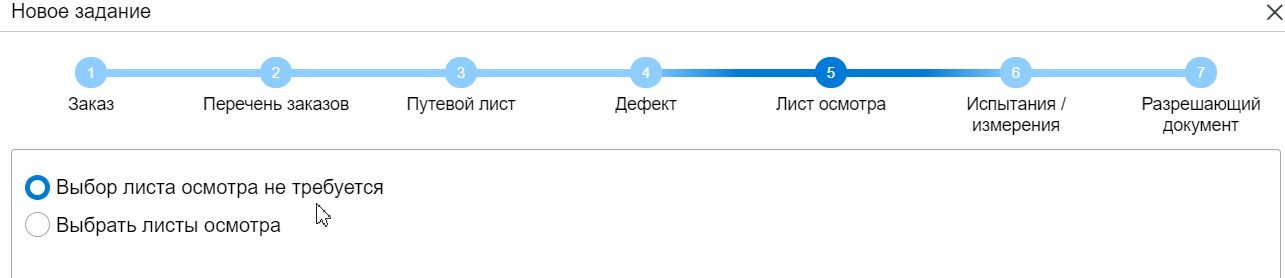 Новое задание
1 2 3 4 5 6 7
Заказ Перечень заказов Путевой лист Дефект Лист осмотра Испытания / Разрешающий
измерения документ
Выбор листа осмотра не требуется
Выбрать листы осмотра